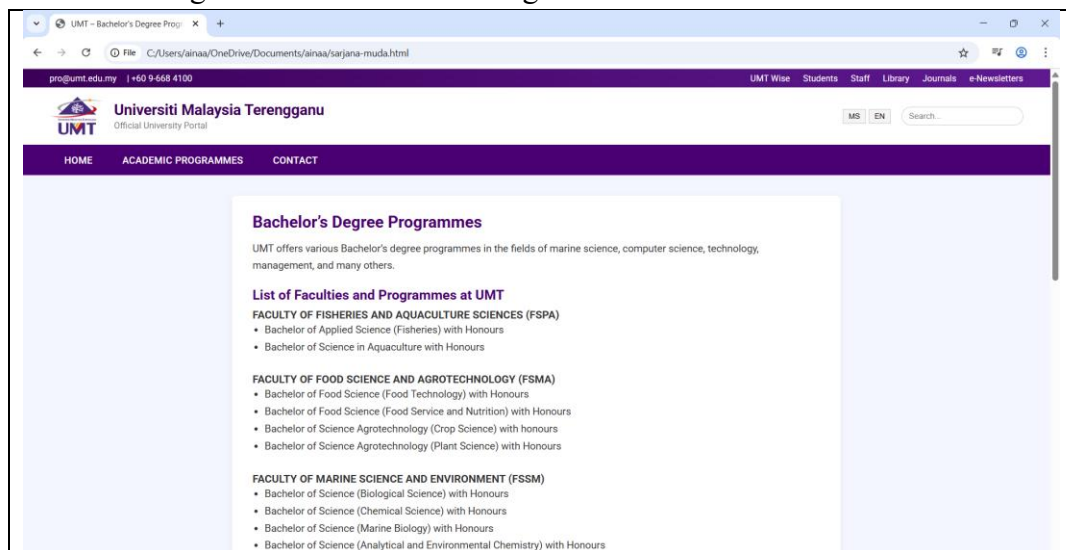 UMT – Bachelor's Degree Prog
File C:/Users/ainaa/OneDrive/Documents/ainaa/sarjana-muda.html
pro@umt.edu.my | +60 9-668 4100 UMT Wise Students Staff Library Journals e-Newsletters
UMT
Universiti Malaysia Terengganu
Official University Portal
MS EN Search...
HOME ACADEMIC PROGRAMMES CONTACT
Bachelor's Degree Programmes
UMT offers various Bachelor's degree programmes in the fields of marine science, computer science, technology,
management, and many others.
List of Faculties and Programmes at UMT
FACULTY OF FISHERIES AND AQUACULTURE SCIENCES (FSPA)
• Bachelor of Applied Science (Fisheries) with Honours
• Bachelor of Science in Aquaculture with Honours
FACULTY OF FOOD SCIENCE AND AGROTECHNOLOGY (FSMA)
• Bachelor of Food Science (Food Technology) with Honours
• Bachelor of Food Science (Food Service and Nutrition) with Honours
• Bachelor of Science Agrotechnology (Crop Science) with honours
• Bachelor of Science Agrotechnology (Plant Science) with Honours
FACULTY OF MARINE SCIENCE AND ENVIRONMENT (FSSM)
• Bachelor of Science (Biological Science) with Honours
• Bachelor of Science (Chemical Science) with Honours
• Bachelor of Science (Marine Biology) with Honours
• Bachelor of Science (Analytical and Environmental Chemistry) with Honours